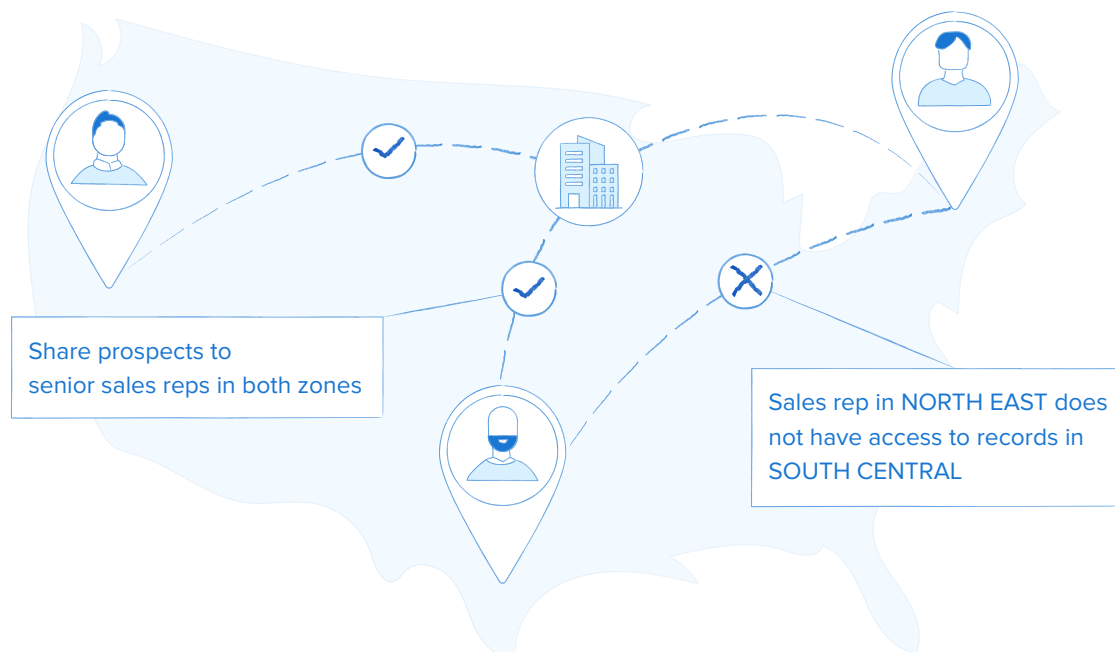 Share prospects to
senior sales reps in both zones
Sales rep in NORTH EAST does
not have access to records in
SOUTH CENTRAL